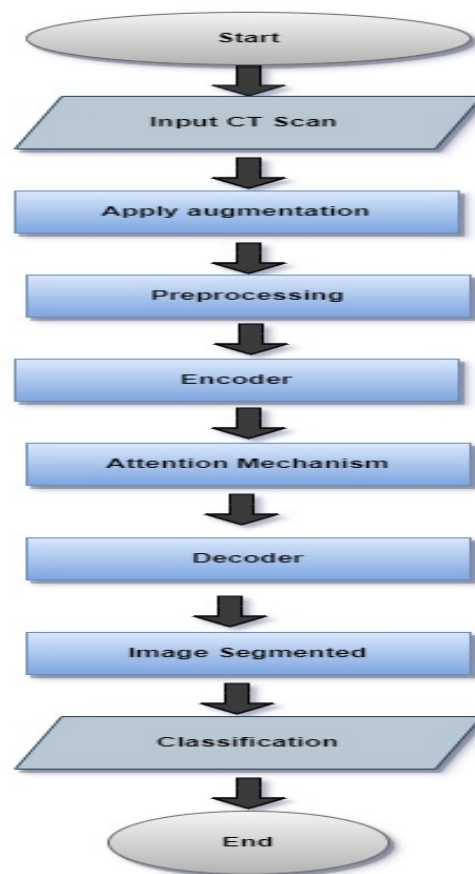 Start
Input CT Scan
Apply augmentation
Preprocessing
Encoder
Attention Mechanism
Decoder
Image Segmented
Classification
End